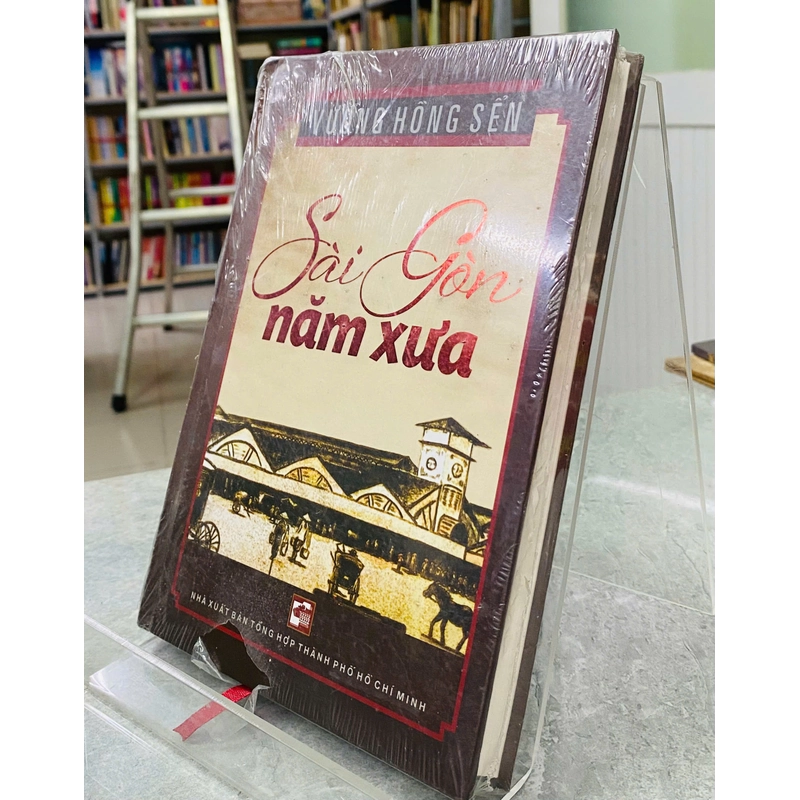 VƯƠNG HỒNG SỂN
Sài Gòn
năm xưa
NHÀ XUẤT BẢN TỔNG HỢP THÀNH PHỐ HỒ CHÍ MINH